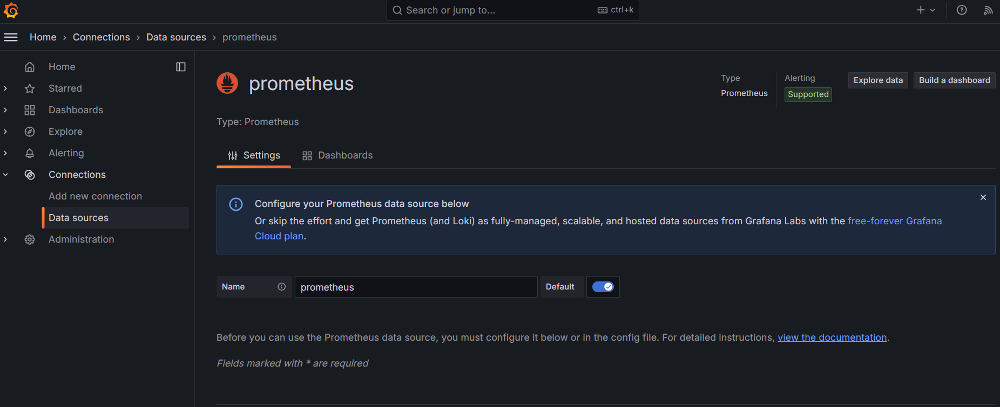 Search or jump to...
ctrl+k
Home
Connections
Data sources
prometheus
Home
Starred
Dashboards
Explore
Alerting
Connections
Add new connection
Data sources
Administration
prometheus
Type
Prometheus
Alerting
Supported
Explore data
Build a dashboard
Type: Prometheus
Settings
Dashboards
Configure your Prometheus data source below
Or skip the effort and get Prometheus (and Loki) as fully-managed, scalable, and hosted data sources from Grafana Labs with the free-forever Grafana
Cloud plan.
Name
prometheus
Default
Before you can use the Prometheus data source, you must configure it below or in the config file. For detailed instructions, view the documentation.
Fields marked with * are required